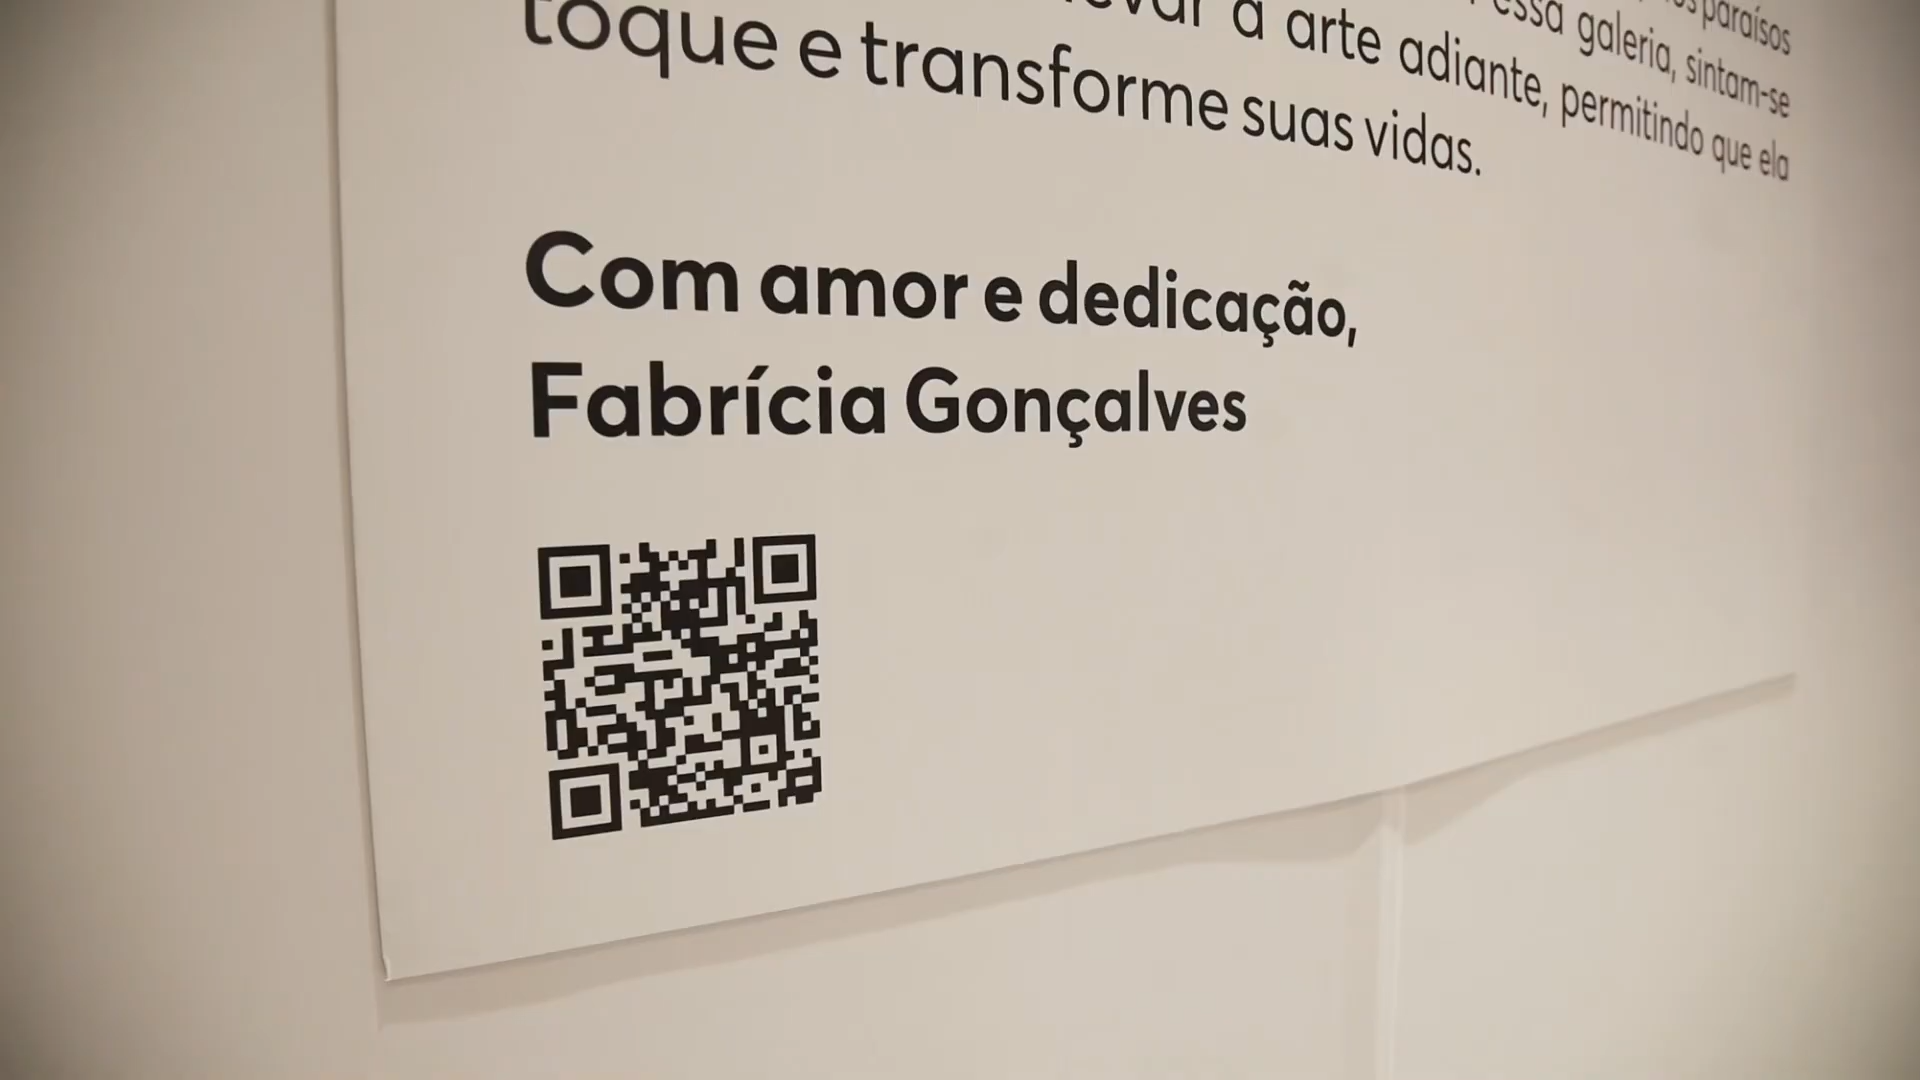 paraísos
essa galeria, sintam-se
a arte adiante, permitindo que ela
toque e transforme suas vidas.
Com amor e dedicação,
Fabrícia Gonçalves